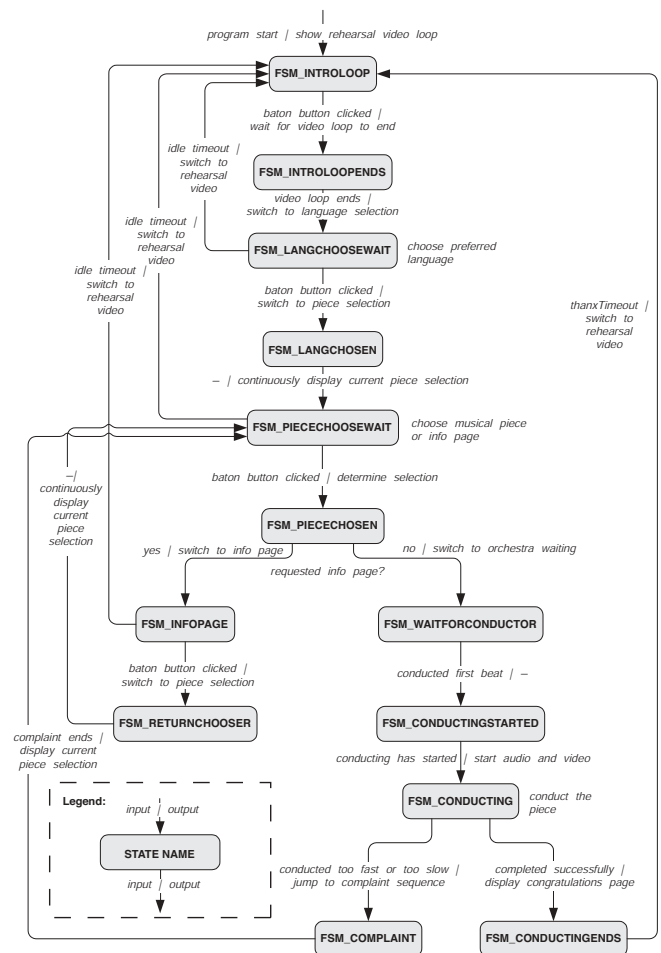 program start | show rehearsal video loop
FSM_INTROLOOP
baton button clicked |
wait for video loop to end
idle timeout |
switch to
rehearsal
video
FSM_INTROLOOPENDS
video loop ends |
switch to language selection
idle timeout |
switch to
rehearsal
video
FSM_LANGCHOOSEWAIT
choose preferred
language
idle timeout |
switch to
rehearsal
video
baton button clicked |
switch to piece selection
thanxTimeout |
switch to
rehearsal
video
FSM_LANGCHOSEN
– | continuously display current piece selection
FSM_PIECECHOOSEWAIT
choose musical piece
or info page
–|
continuously
display
current
piece
selection
baton button clicked | determine selection
FSM_PIECECHOSEN
yes | switch to info page
no | switch to orchestra waiting
requested info page?
FSM_INFOPAGE
FSM_WAITFORCONDUCTOR
baton button clicked |
switch to piece selection
conducted first beat | –
FSM_RETURNCHOOSER
FSM_CONDUCTINGSTARTED
complaint ends |
display current
piece selection
conducting has started | start audio and video
FSM_CONDUCTING
conduct the
piece
Legend:
input | output
STATE NAME
input | output
conducted too fast or too slow |
jump to complaint sequence
completed successfully |
display congratulations page
FSM_COMPLAINT
FSM_CONDUCTINGENDS